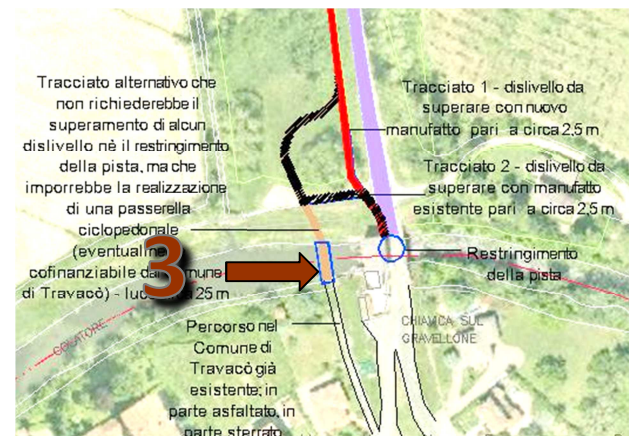 Tracciato alternativo che
non richiederebbe il
superamento di alcun
dislivello nè il restringimento
della pista, ma che
imporrebbe la realizzazione
di una passerella
ciclopedonale
(eventualme
cofinanziabile dal omune
di Travacò) - lu 25 m
3
Tracciato 1 - dislivello da
superare con nuovo
manufatto pari a circa 2,5 m
Tracciato 2 - dislivello da
superare con manufatto
esistente pari a circa 2,5 m
Restringimento
della pista
COLATORE
CHIAVICA SUL
GRAVELLONE
Percorso nel
Comune di
Travacò già
esistente; in
parte asfaltato, in
parte sterrato